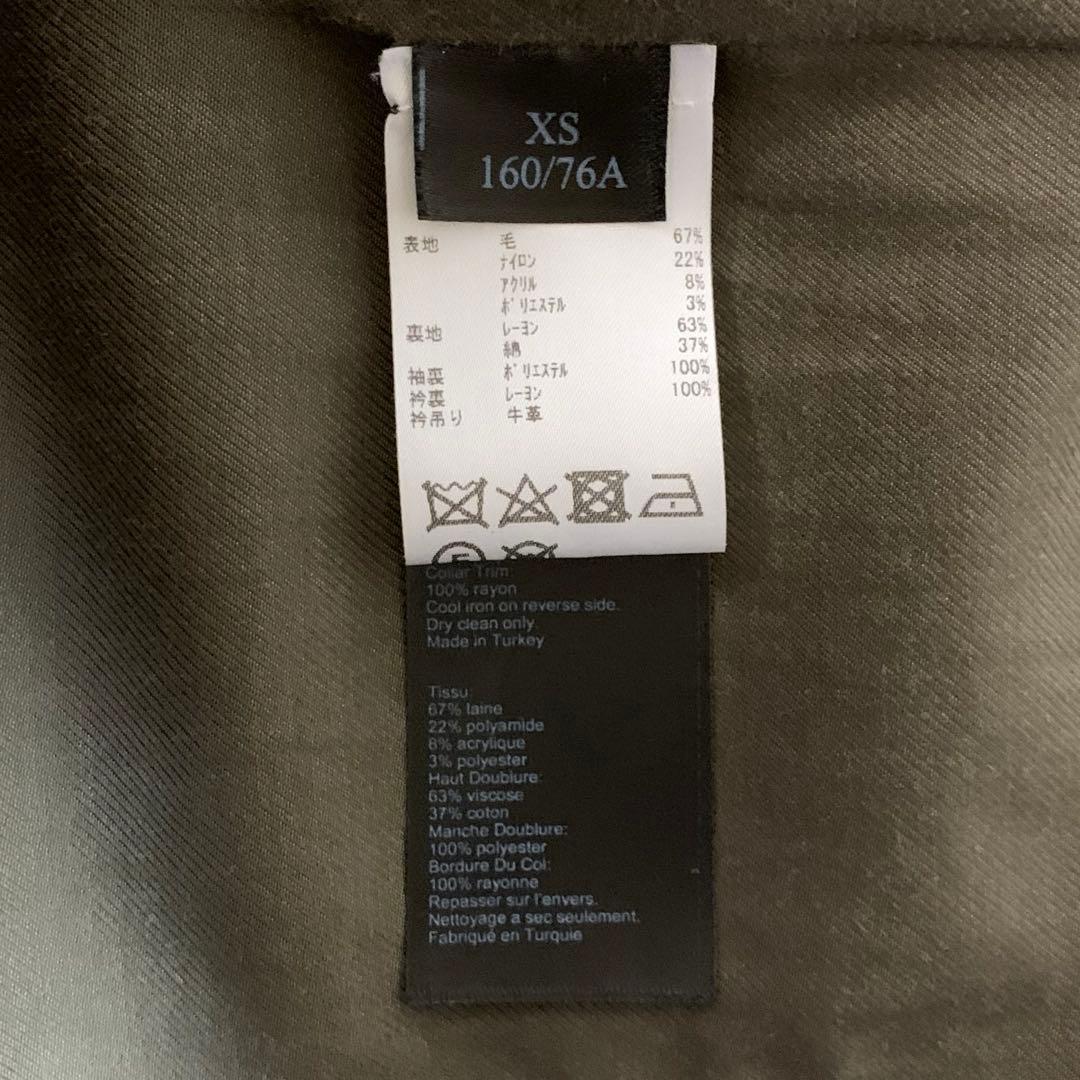 XS
160/76A
表地 毛 67%
ナイロン 22%
アクリル 8%
ポリエステル 3%
裏地 レーヨン 63%
綿 37%
袖裏 ポリエステル 100%
衿裏 レーヨン 100%
衿吊り 牛革
Collar Trim:
100% rayon
Cool iron on reverse side.
Dry clean only.
Made in Turkey
Tissu:
67% laine
22% polyamide
8% acrylique
3% polyester
Haut Doublure:
63% viscose
37% coton
Manche Doublure:
100% polyester
Bordure Du Col:
100% rayonne
Repasser sur l'envers.
Nettoyage a sec seulement.
Fabriqué en Turquie